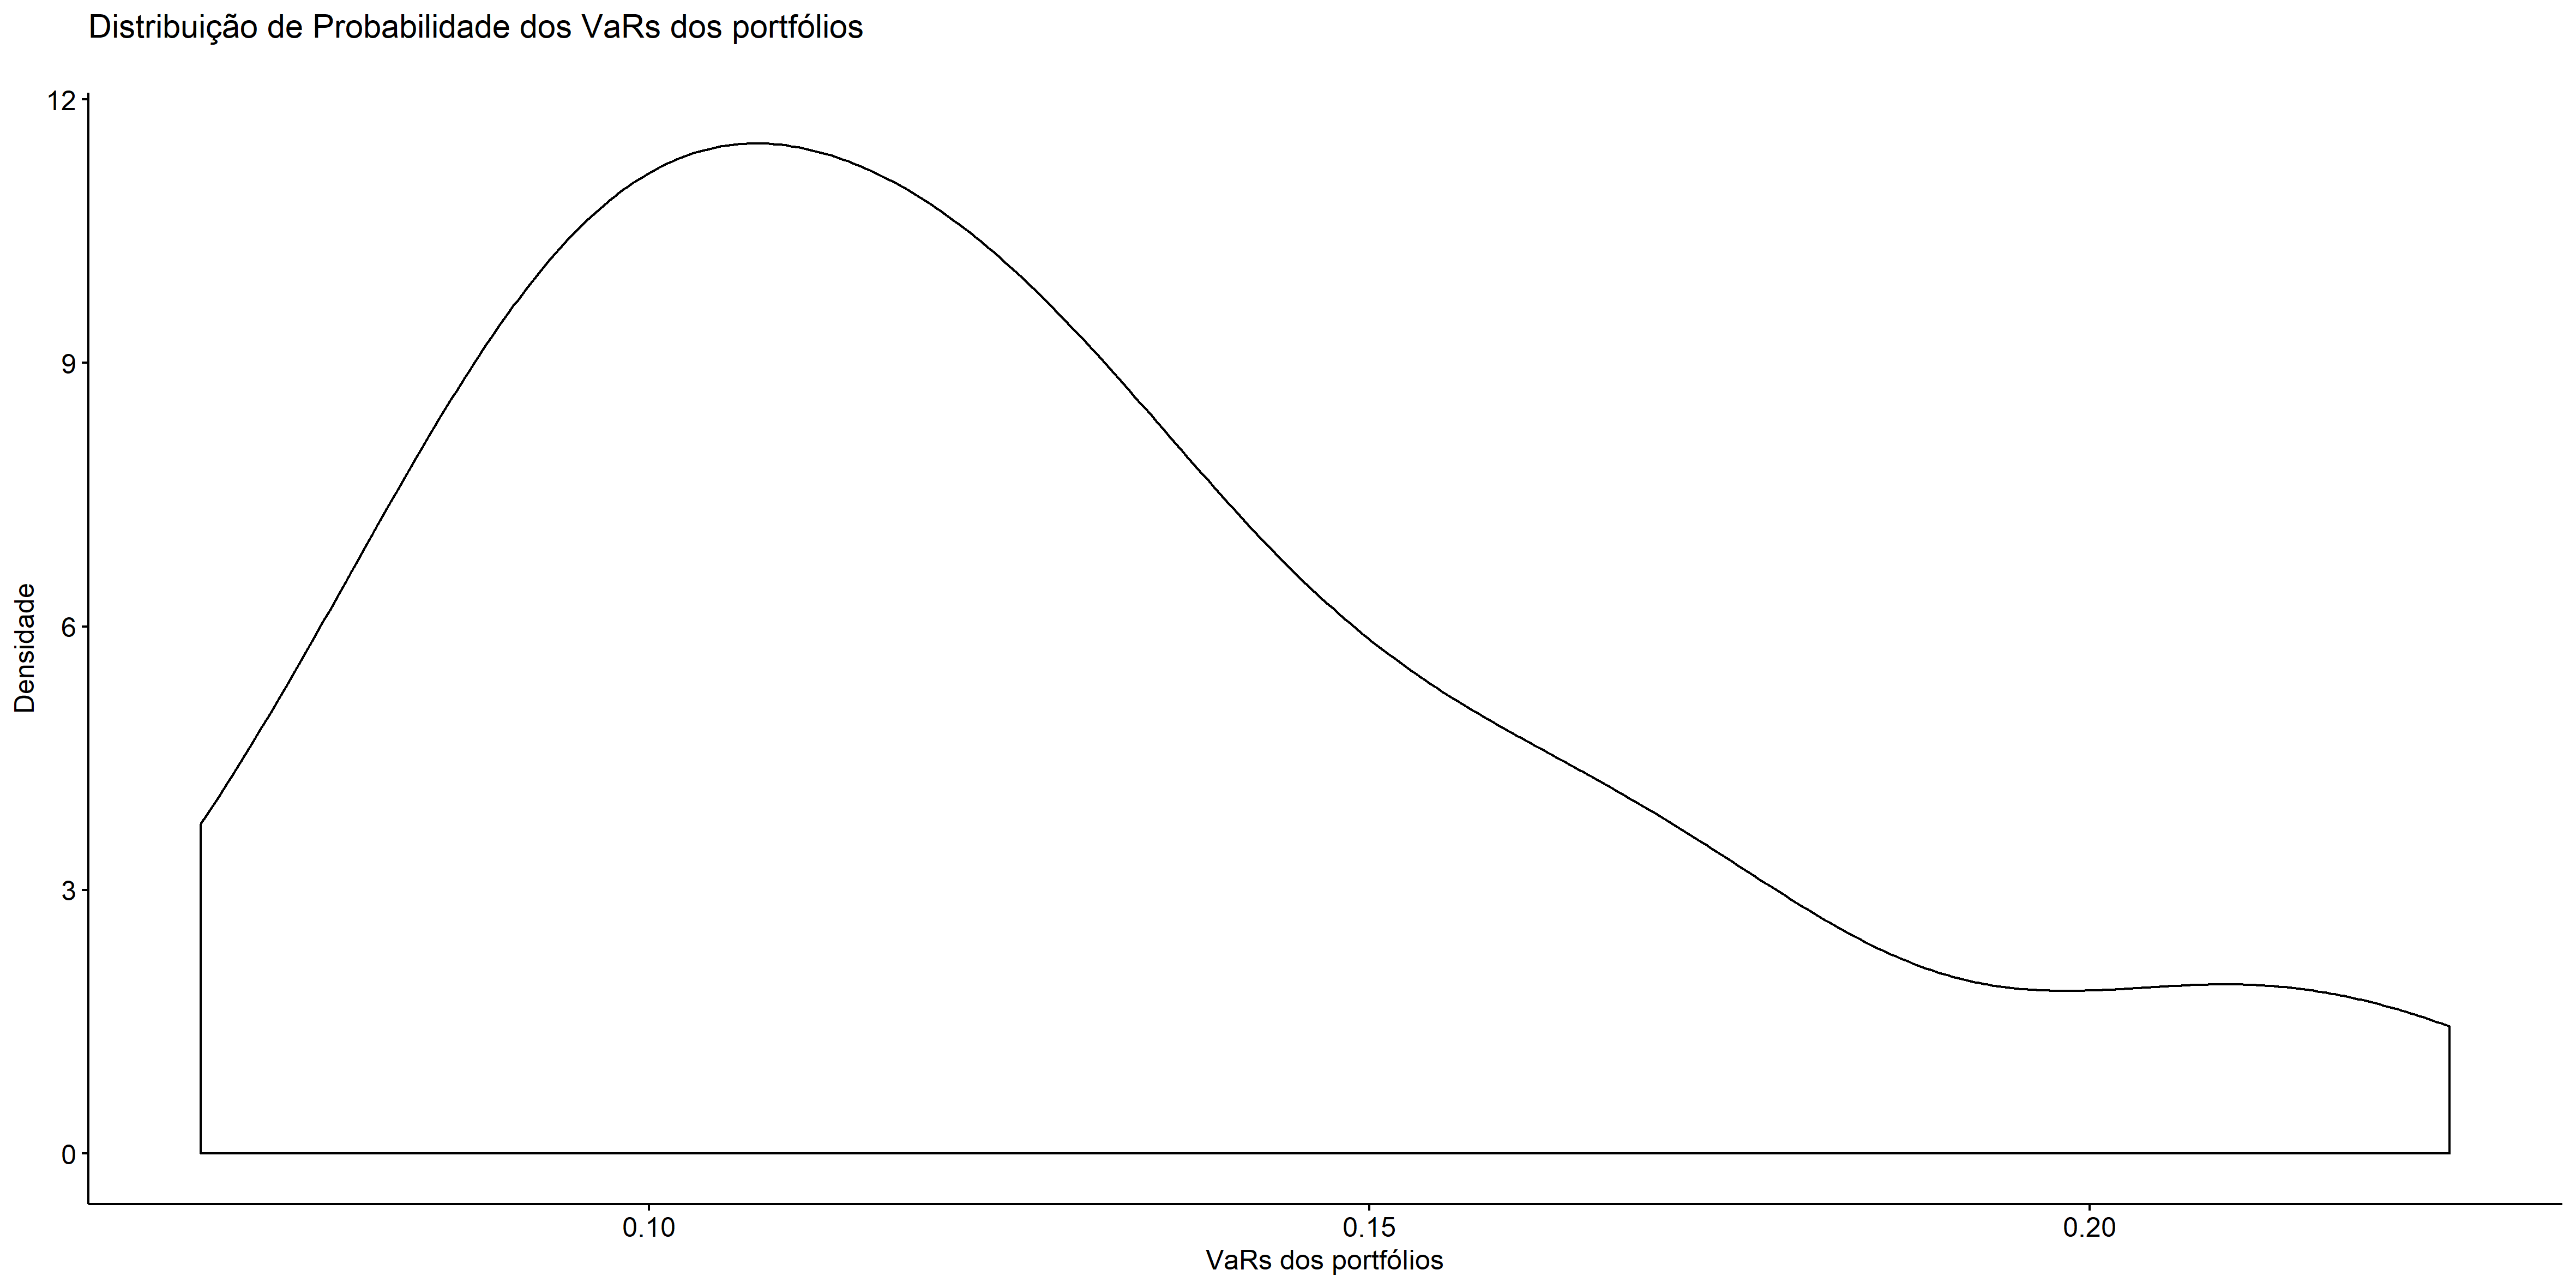 Distribuição de Probabilidade dos VaRs dos portfólios
12
9
6
3
0
Densidade
0.10
0.15
0.20
VaRs dos portfólios